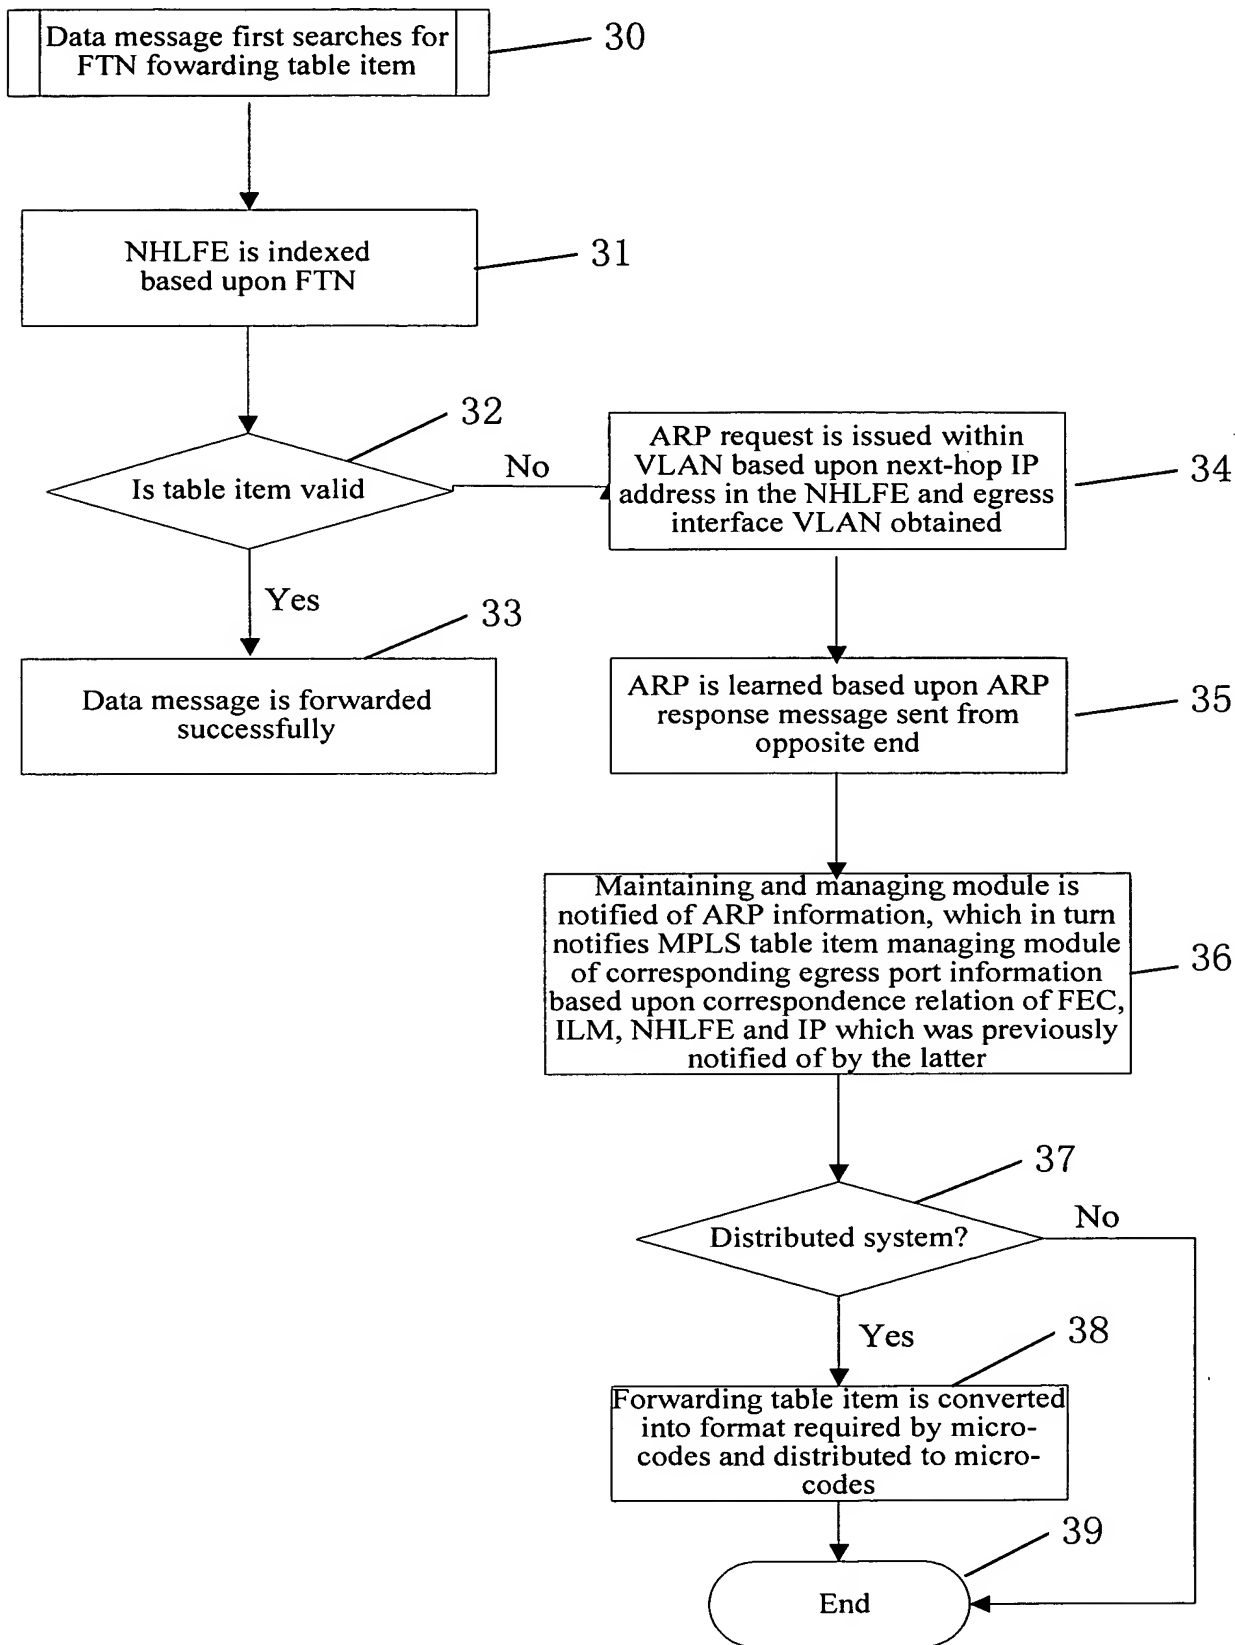 Data message first searches for
FTN fowarding table item
30
NHLFE is indexed
based upon FTN
31
32
Is table item valid
No
Yes
33
Data message is forwarded
successfully
ARP request is issued within
VLAN based upon next-hop IP
address in the NHLFE and egress
interface VLAN obtained
34
ARP is learned based upon ARP
response message sent from
opposite end
35
Maintaining and managing module is
notified of ARP information, which in turn
notifies MPLS table item managing module
of corresponding egress port information
based upon correspondence relation of FEC,
ILM, NHLFE and IP which was previously
notified of by the latter
36
37
Distributed system?
No
Yes
38
Forwarding table item is converted
into format required by micro-
codes and distributed to micro-
codes
39
End